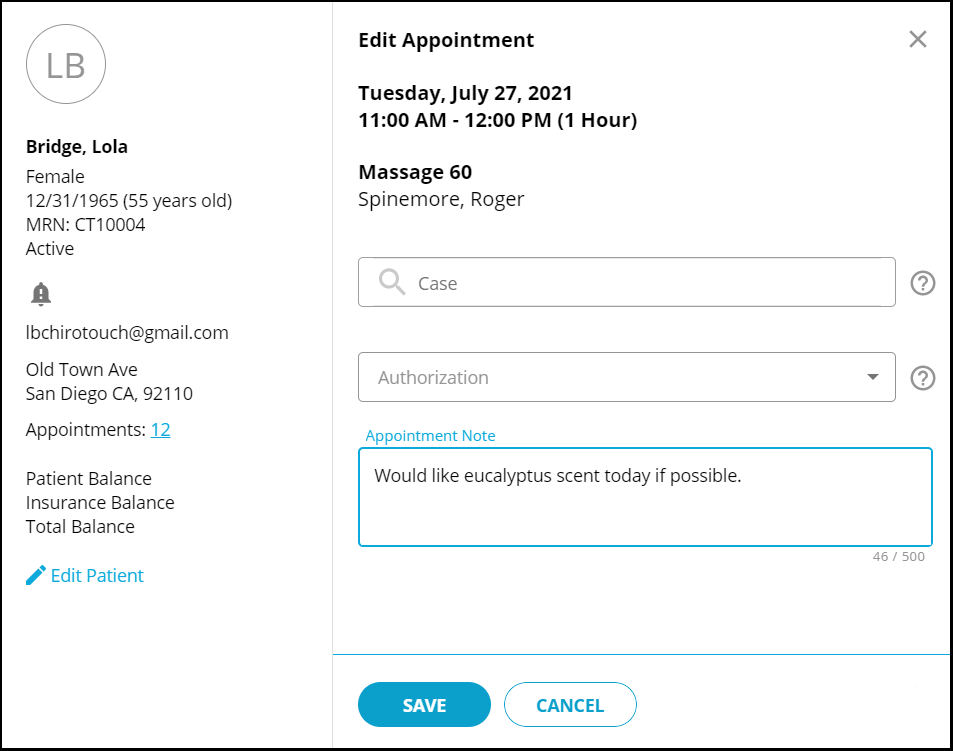 LB
Bridge, Lola
Female
12/31/1965 (55 years old)
MRN: CT10004
Active
lbchirotouch@gmail.com
Old Town Ave
San Diego CA, 92110
Appointments: 12
Patient Balance
Insurance Balance
Total Balance
Edit Patient
Edit Appointment
Tuesday, July 27, 2021
11:00 AM - 12:00 PM (1 Hour)
Massage 60
Spinemore, Roger
Case
?
Authorization
?
Appointment Note
Would like eucalyptus scent today if possible.
46 / 500
SAVE
CANCEL